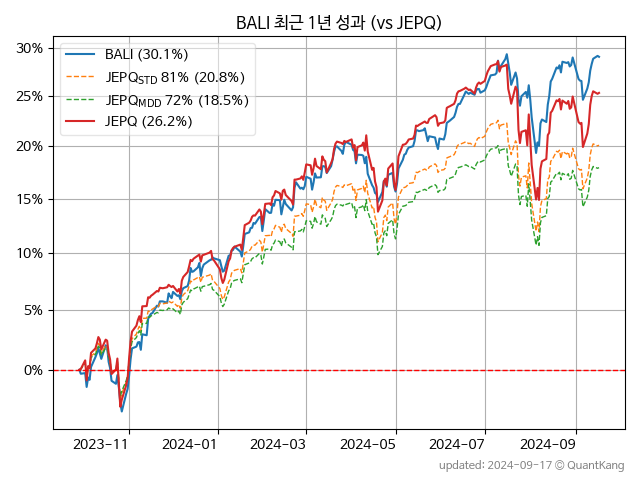 BALI 최근 1년 성과 (vs JEPQ)
BALI (30.1%)
JEPQSTD 81% (20.8%)
JEPQMDD 72% (18.5%)
JEPQ (26.2%)
30%
25%
20%
15%
10%
5%
0%
2023-11 2024-01 2024-03 2024-05 2024-07 2024-09
updated: 2024-09-17 © QuantKang